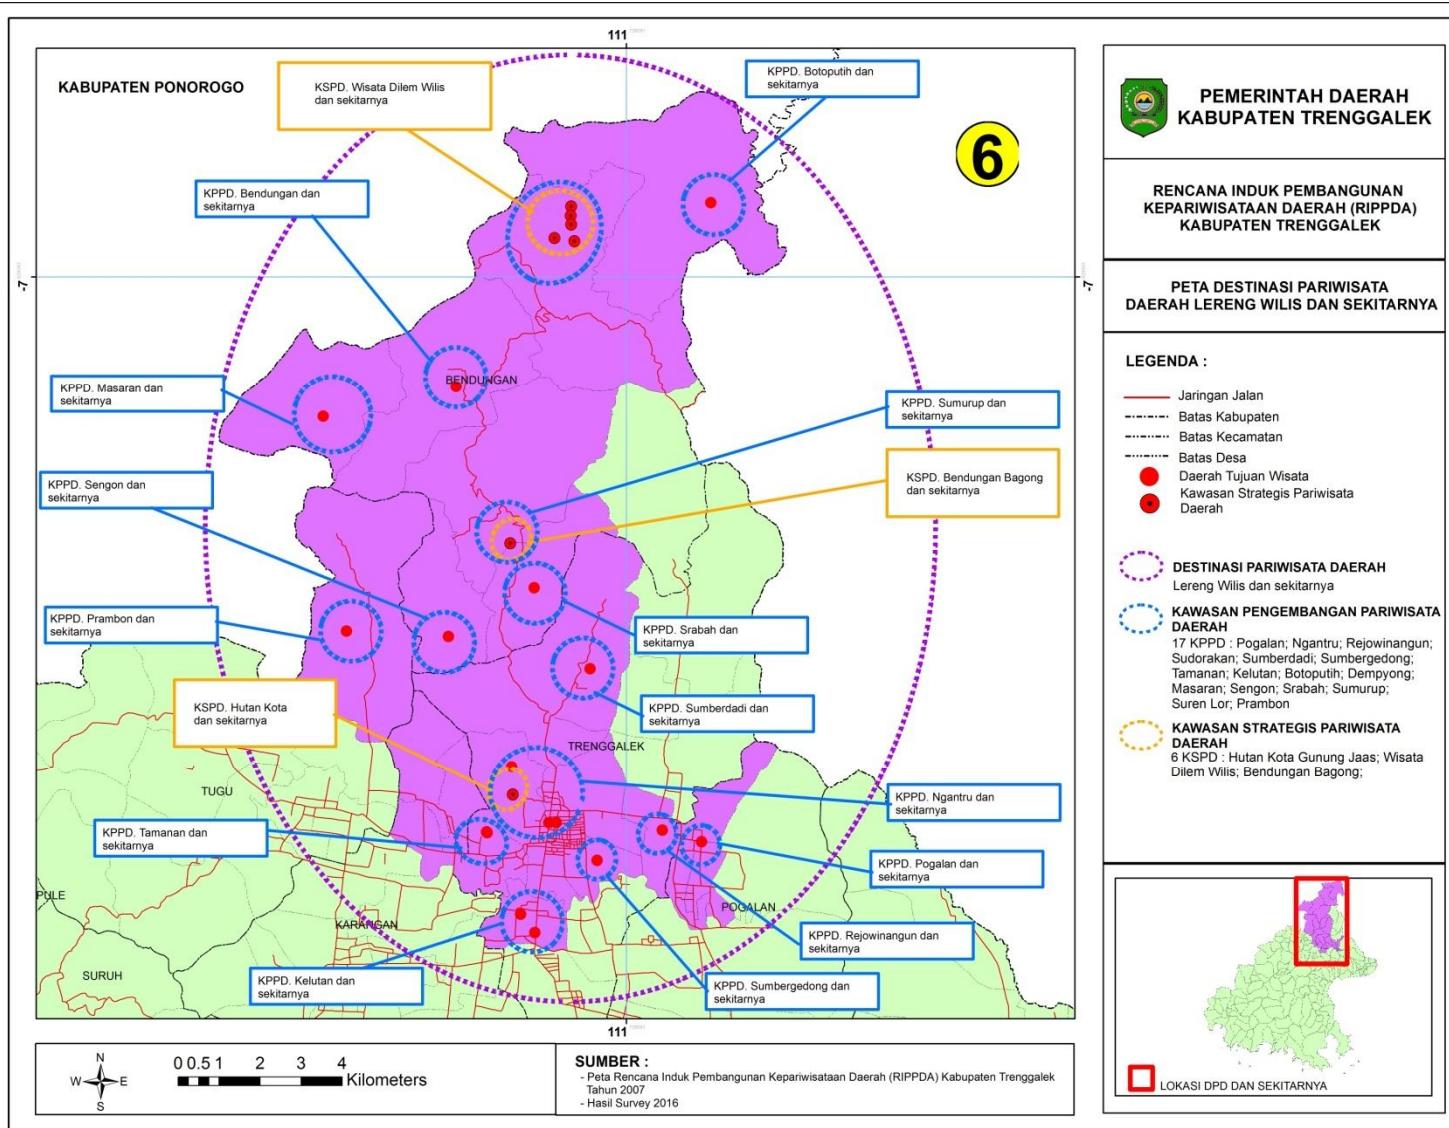 111
KABUPATEN PONOROGO
KSPD. Wisata Dilem Wilis
dan sekitarnya
KPPD. Botoputih dan
sekitarnya
6
KPPD. Bendungan dan
sekitarnya
-7
-7
BENDUNGAN
KPPD. Masaran dan
sekitarnya
KPPD. Sumurup dan
sekitarnya
KSPD. Bendungan Bagong
dan sekitarnya
KPPD. Sengon dan
sekitarnya
KPPD. Prambon dan
sekitarnya
KPPD. Srabah dan
sekitarnya
KSPD. Hutan Kota
dan sekitarnya
KPPD. Sumberdadi dan
sekitarnya
TRENGGALEK
TUGU
KPPD. Ngantru dan
sekitarnya
KPPD. Tamanan dan
sekitarnya
KPPD. Pogalan dan
sekitarnya
PULE
POGALAN
KARANGAN
KPPD. Rejowinangun dan
sekitarnya
SURUH
KPPD. Kelutan dan
sekitarnya
KPPD. Sumbergedong dan
sekitarnya
111
PEMERINTAH DAERAH
KABUPATEN TRENGGALEK
RENCANA INDUK PEMBANGUNAN
KEPARIWISATAAN DAERAH (RIPPDA)
KABUPATEN TRENGGALEK
PETA DESTINASI PARIWISATA
DAERAH LERENG WILIS DAN SEKITARNYA
LEGENDA :
Jaringan Jalan
Batas Kabupaten
Batas Kecamatan
Batas Desa
Daerah Tujuan Wisata
Kawasan Strategis Pariwisata
Daerah
DESTINASI PARIWISATA DAERAH
Lereng Wilis dan sekitarnya
KAWASAN PENGEMBANGAN PARIWISATA
DAERAH
17 KPPD : Pogalan; Ngantru; Rejowinangun;
Sudorakan; Sumberdadi; Sumbergedong;
Tamanan; Kelutan; Botoputih; Dempyong;
Masaran; Sengon; Srabah; Sumurup;
Suren Lor; Prambon
KAWASAN STRATEGIS PARIWISATA
DAERAH
6 KSPD : Hutan Kota Gunung Jaas; Wisata
Dilem Wilis; Bendungan Bagong;
LOKASI DPD DAN SEKITARNYA
N
W E
S
0 0.5 1 2 3 4
Kilometers
SUMBER :
- Peta Rencana Induk Pembangunan Kepariwisataan Daerah (RIPPDA) Kabupaten Trenggalek
Tahun 2007
- Hasil Survey 2016